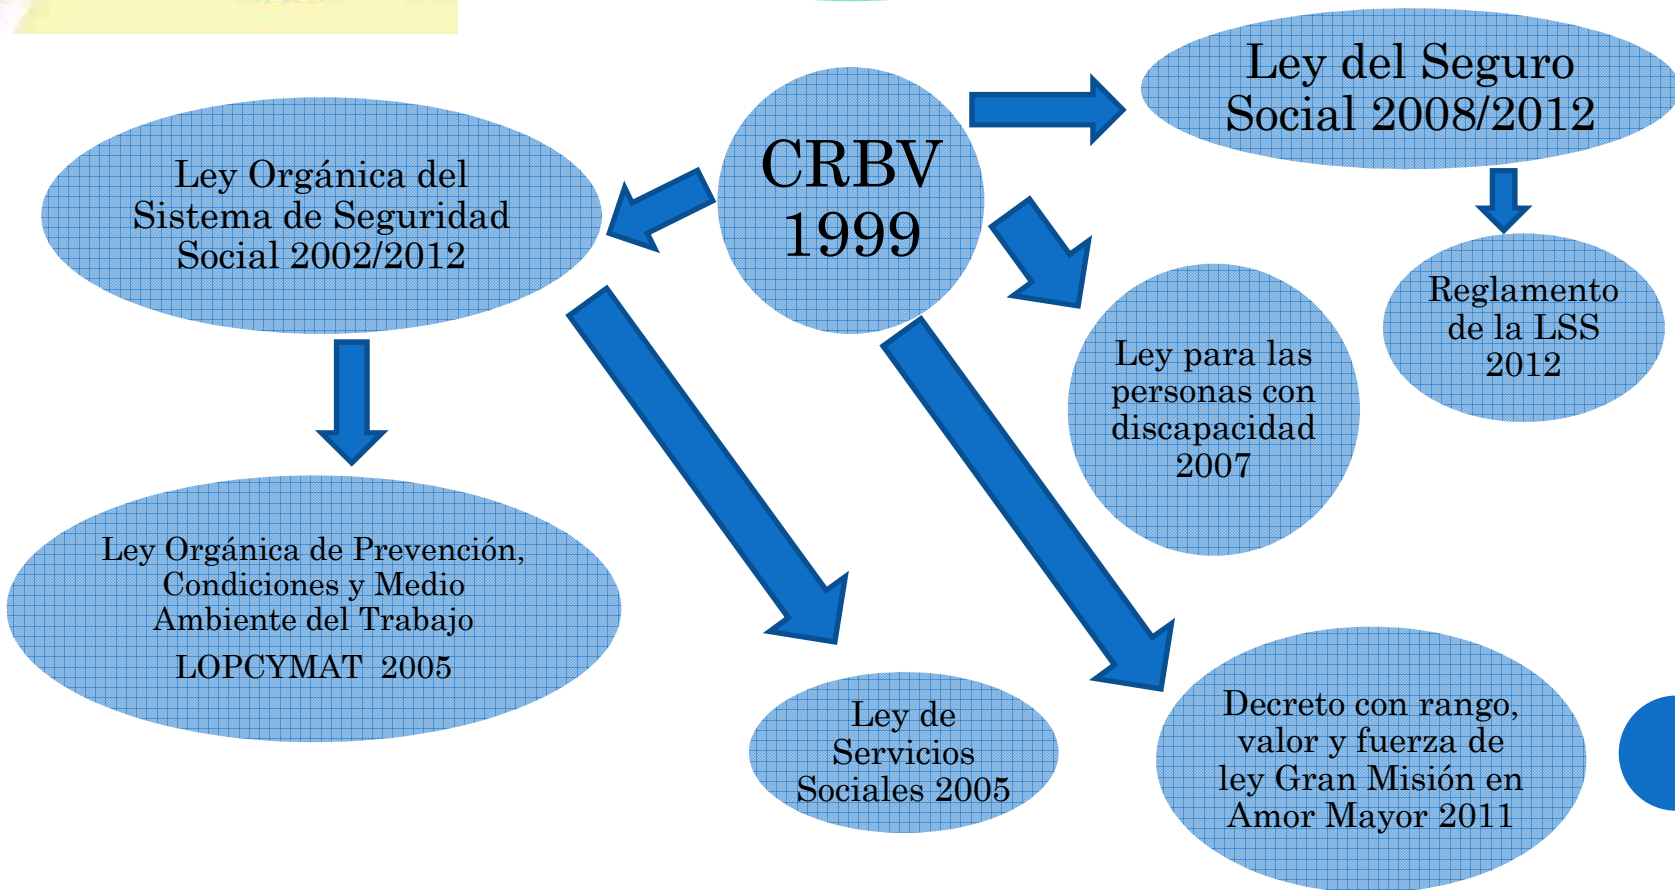 Ley del Seguro
Social 2008/2012
CRBV
1999
Ley Orgánica del
Sistema de Seguridad
Social 2002/2012
Reglamento
de la LSS
2012
Ley para las
personas con
discapacidad
2007
Ley Orgánica de Prevención,
Condiciones y Medio
Ambiente del Trabajo
LOPCYMAT 2005
Ley de
Servicios
Sociales 2005
Decreto con rango,
valor y fuerza de
ley Gran Misión en
Amor Mayor 2011